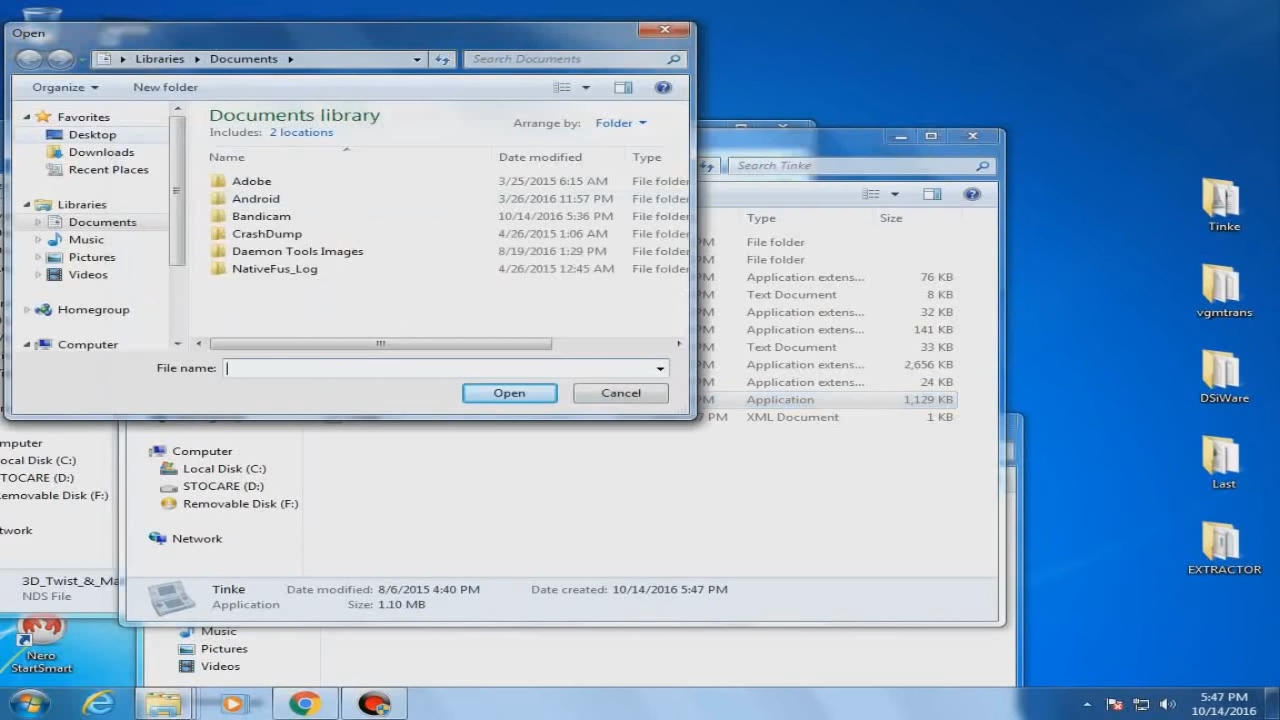 Open
Libraries Documents
Search Documents
Organize New folder
Favorites
Desktop
Downloads
Recent Places
Libraries
Documents
Music
Pictures
Videos
Homegroup
Computer
Documents library
Includes: 2 locations
Arrange by: Folder
Name Date modified Type
Adobe 3/25/2015 6:15 AM File folder
Android 3/26/2016 11:57 PM File folder
Bandicam 10/14/2016 5:36 PM File folder
CrashDump 4/26/2015 1:06 AM File folder
Daemon Tools Images 8/19/2016 1:29 PM File folder
NativeFus_Log 4/26/2015 12:45 AM File folder
File name:
Open Cancel
Search Tinke
Type Size
File folder
File folder
Application extens... 76 KB
Text Document 8 KB
Application extens... 32 KB
Application extens... 141 KB
Text Document 33 KB
Application extens... 2,656 KB
Application extens... 24 KB
Application 1,129 KB
7 PM XML Document 1 KB
Computer
Local Disk (C:)
STOCARE (D:)
Removable Disk (F:)
Network
Tinke Date modified: 8/6/2015 4:40 PM Date created: 10/14/2016 5:47 PM
Application Size: 1.10 MB
mputer
ocal Disk (C:)
TOCARE (D:)
emovable Disk (F:)
twork
3D_Twist_&_Ma
NDS File
Music
Pictures
Videos
Nero
StartSmart
Tinke
vgmtrans
DSiWare
Last
EXTRACTOR
5:47 PM
10/14/2016